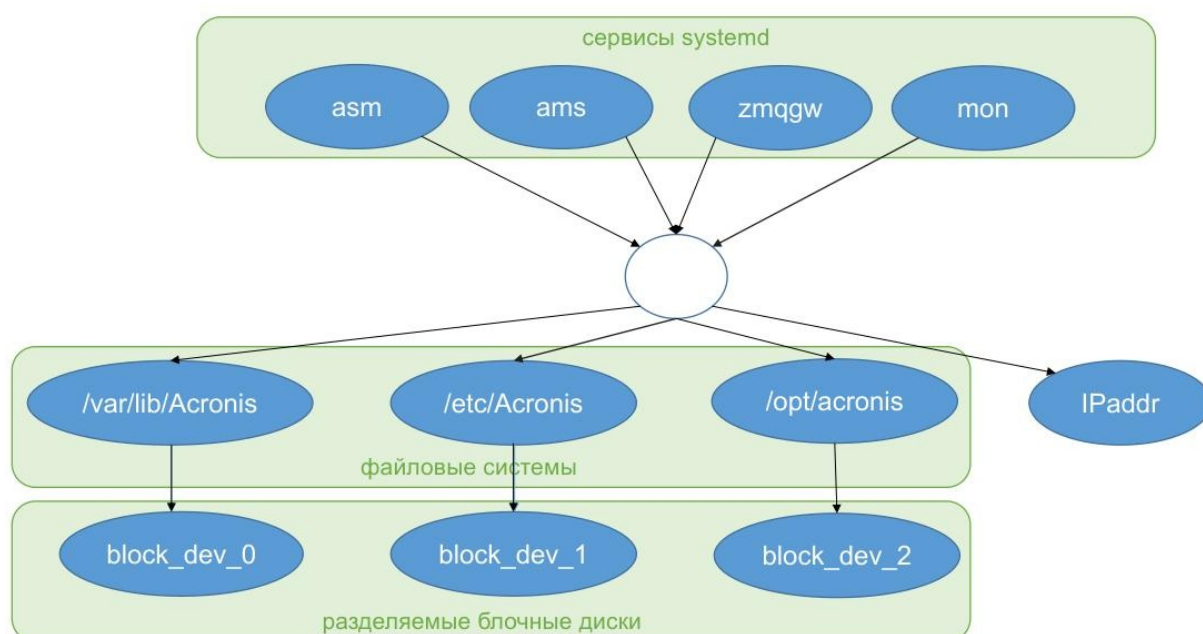 сервисы systemd
asm
ams
zmqgw
mon
/var/lib/Acronis
/etc/Acronis
/opt/acronis
IPaddr
файловые системы
block_dev_0
block_dev_1
block_dev_2
разделяемые блочные диски